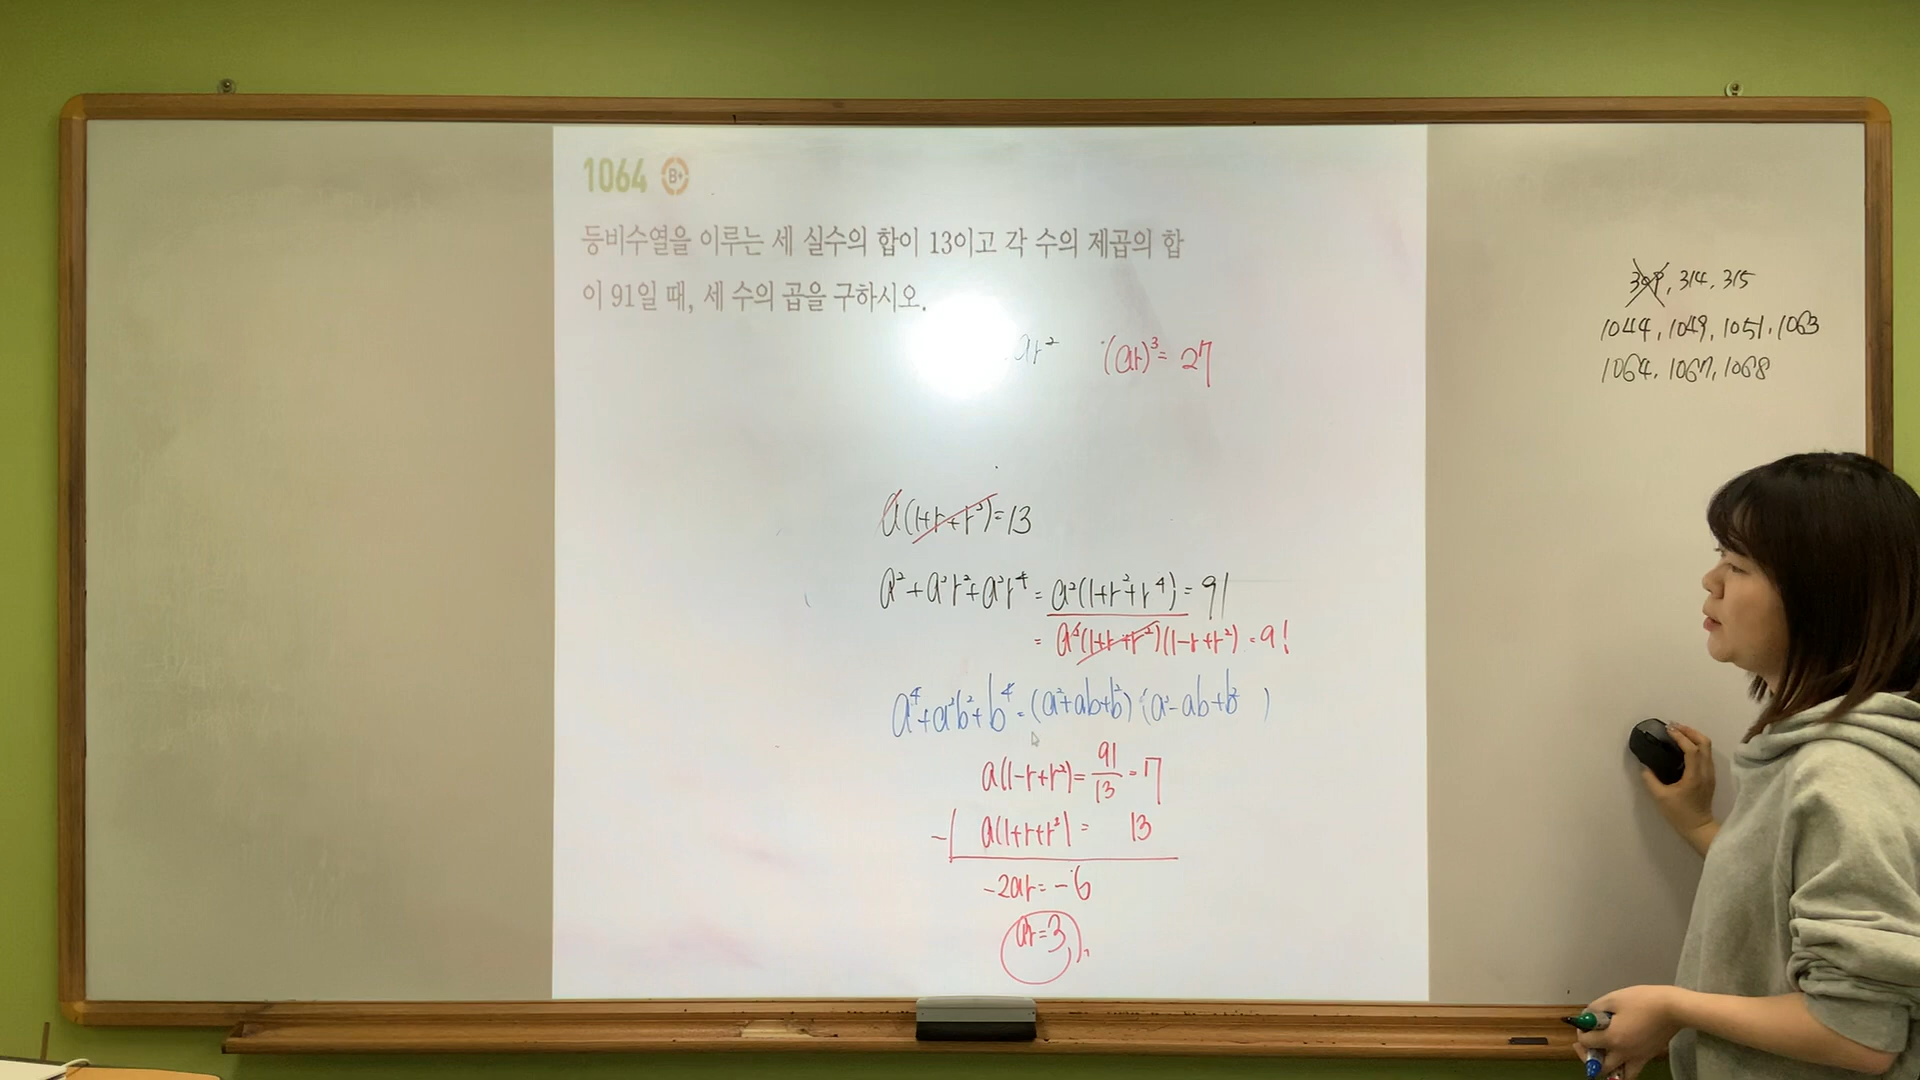 1064 B+
등비수열을 이루는 세 실수의 합이 13이고 각 수의 제곱의 합
이 91일 때, 세 수의 곱을 구하시오.
ar² (ar)³ = 27
a(1+r+r²)=13
a²+a²r²+a²r⁴ = a²(1+r²+r⁴) = 91
= a²(1+r+r²)(1-r+r²) = 91
a⁴+a²b²+b⁴ = (a²+ab+b²)(a²-ab+b²)
a(1-r+r²) = 91/13 = 7
- a(1+r+r²) = 13
-2ar = -6
ar = 3
309, 314, 315
1044, 1049, 1051, 1063
1064, 1067, 1068